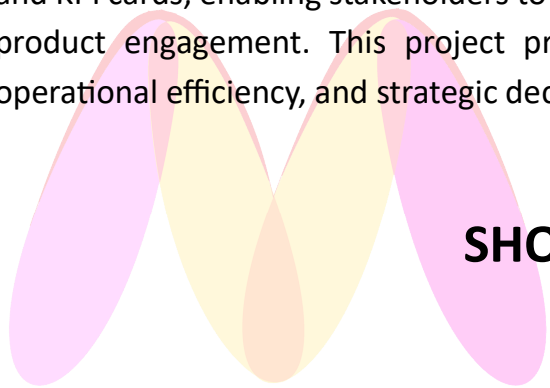 and KPI cards, enabling stakeholders to
product engagement. This project pr
operational efficiency, and strategic dec
SHO